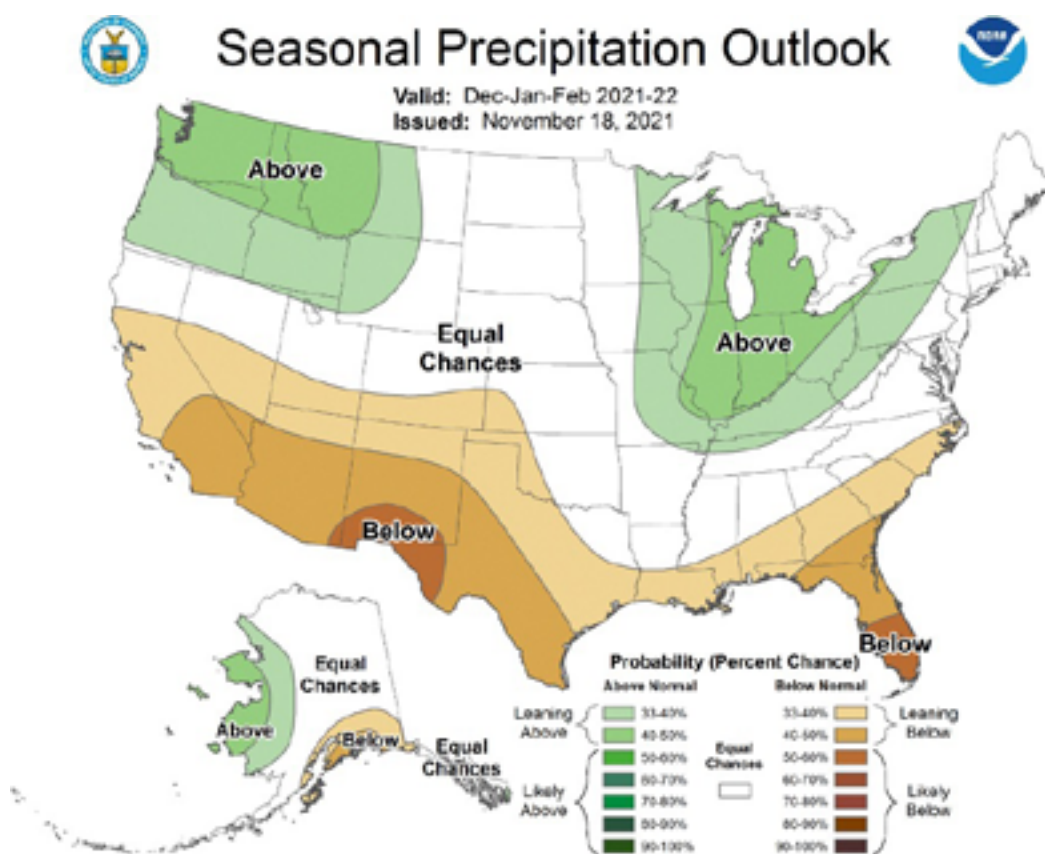 Seasonal Precipitation Outlook
NOAA
Valid: Dec-Jan-Feb 2021-22
Issued: November 18, 2021
Above
Equal
Chances
Above
Below
Below
Equal
Chances
Above
Below
Equal
Chances
Probability (Percent Chance)
Above Normal
Below Normal
Leaning
Above
33-40%
40-50%
Likely
Above
50-60%
60-70%
70-80%
80-90%
90-100%
Equal
Chances
33-40%
40-50%
Leaning
Below
50-60%
60-70%
70-80%
80-90%
90-100%
Likely
Below